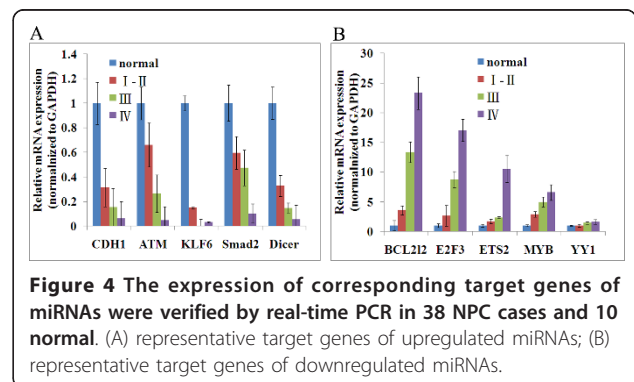 A
B
Relative mRNA expression
(normalized to GAPDH)
1.4
1.2
1
0.8
0.6
0.4
0.2
0
normal
Ⅰ-Ⅱ
Ⅲ
Ⅳ
CDH1 ATM KLF6 Smad2 Dicer
Relative mRNA expression
(normalnized to GAPDH)
30
25
20
15
10
5
0
normal
Ⅰ-Ⅱ
Ⅲ
Ⅳ
BCL2l2 E2F3 ETS2 MYB YY1
Figure 4 The expression of corresponding target genes of
miRNAs were verified by real-time PCR in 38 NPC cases and 10
normal. (A) representative target genes of upregulated miRNAs; (B)
representative target genes of downregulated miRNAs.